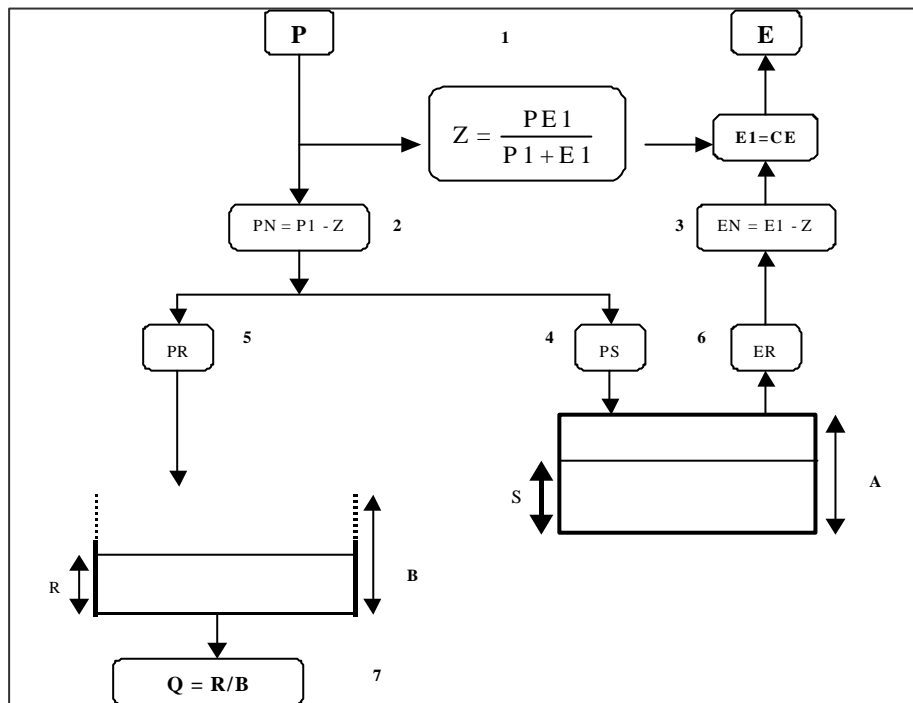 P
1
E
Z = PE1 / P1 + E1
E1=CE
PN = P1 - Z
2
3
EN = E1 - Z
PR
5
4
PS
6
ER
S
A
R
B
Q = R/B
7